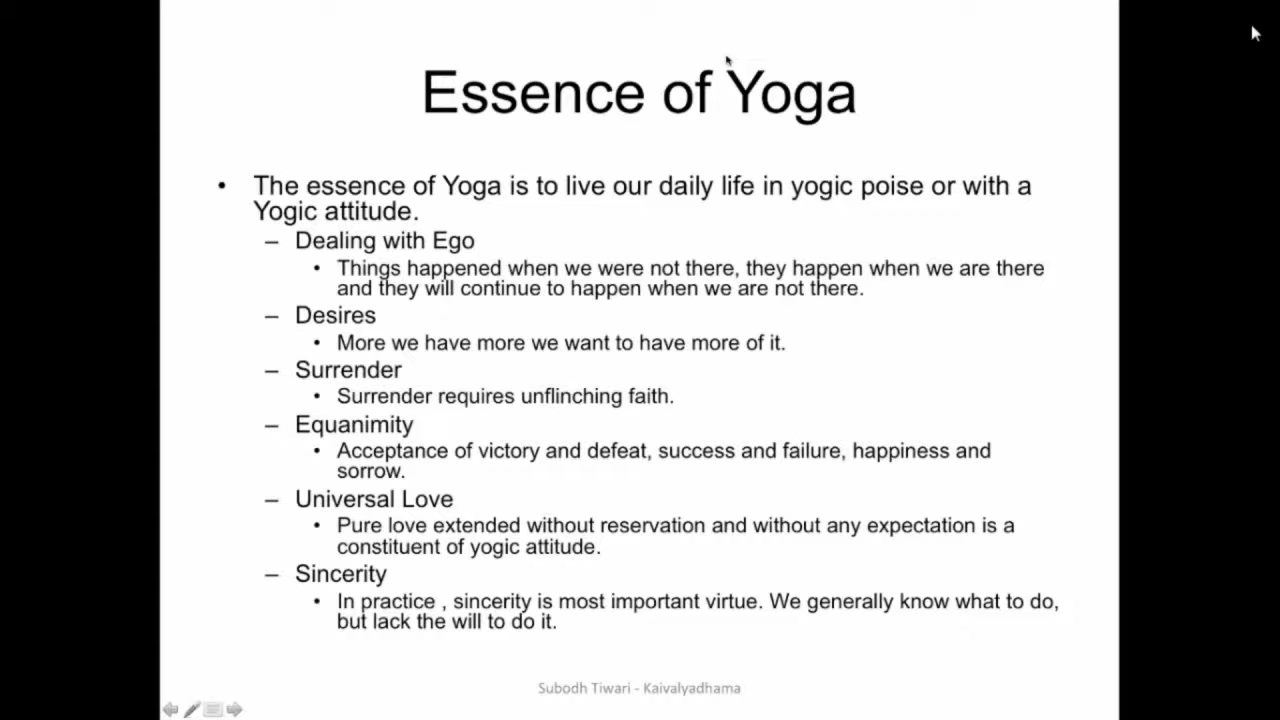 Essence of Yoga
• The essence of Yoga is to live our daily life in yogic poise or with a
Yogic attitude.
– Dealing with Ego
• Things happened when we were not there, they happen when we are there
and they will continue to happen when we are not there.
– Desires
• More we have more we want to have more of it.
– Surrender
• Surrender requires unflinching faith.
– Equanimity
• Acceptance of victory and defeat, success and failure, happiness and
sorrow.
– Universal Love
• Pure love extended without reservation and without any expectation is a
constituent of yogic attitude.
– Sincerity
• In practice , sincerity is most important virtue. We generally know what to do,
but lack the will to do it.
Subodh Tiwari - Kaivalyadhama